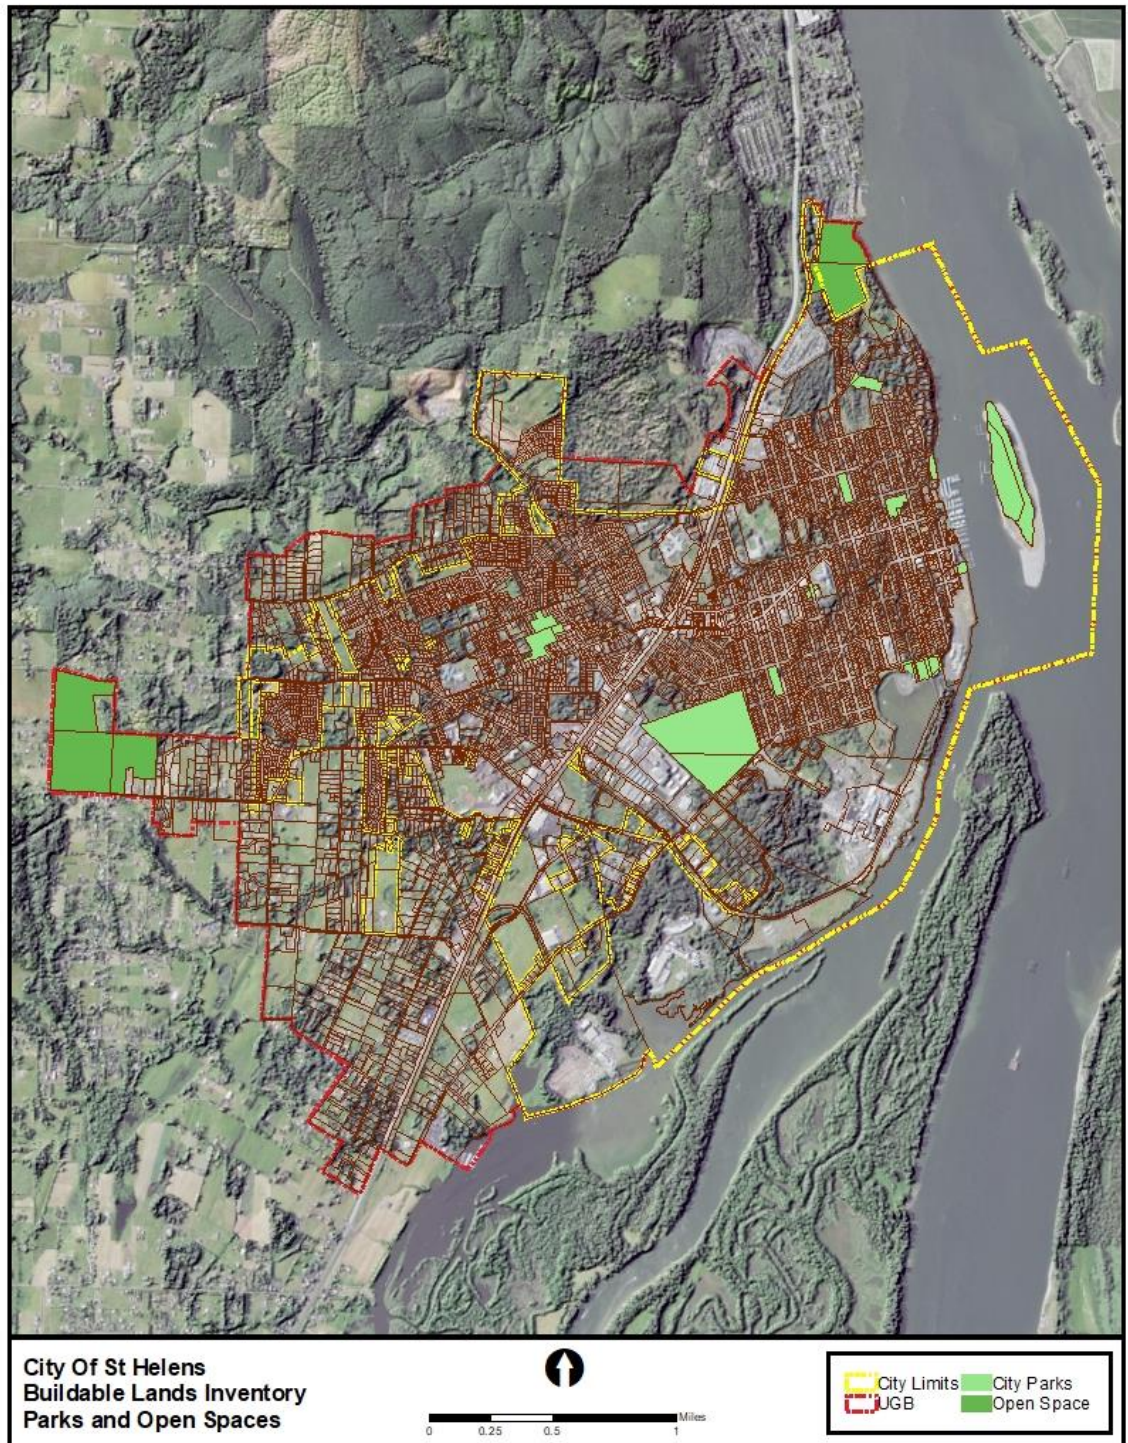 City Of St Helens
Buildable Lands Inventory
Parks and Open Spaces
Miles
0 0.25 0.5 1
City Limits City Parks
UGB Open Space